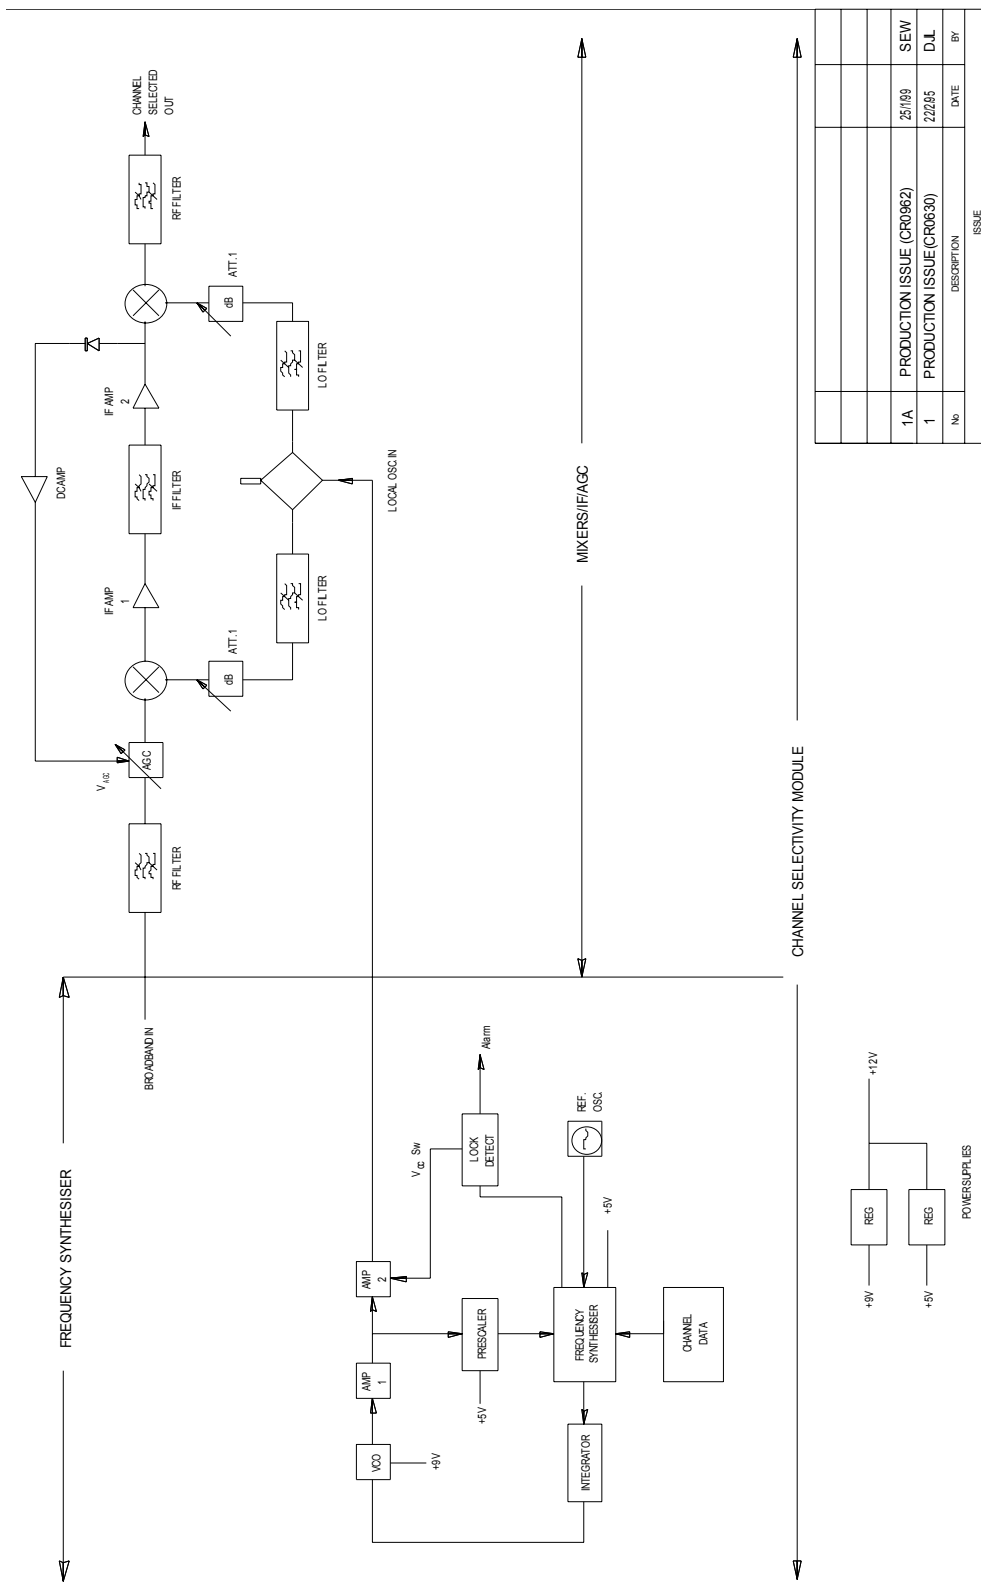 FREQUENCY SYNTHESISER
BROADBAND IN
RF FILTER
V AGC
AGC
DC AMP
IF AMP
1
IF FILTER
IF AMP
2
RF FILTER
CHANNEL
SELECTED
OUT
dB
ATT.1
dB
ATT.1
LO FILTER
LO FILTER
LOCAL OSC IN
VCO
+9V
AMP
1
AMP
2
PRESCALER
+5V
V cc Sw
LOCK
DETECT
Alarm
INTEGRATOR
FREQUENCY
SYNTHESISER
+5V
REF.
OSC.
CHANNEL
DATA
MIXERS/IF/AGC
CHANNEL SELECTIVITY MODULE
+9V
REG
+12V
+5V
REG
POWER SUPPLIES
1A PRODUCTION ISSUE (CR0962) 25/1/99 SEW
1 PRODUCTION ISSUE (CR0630) 22/2/95 DJL
No DESCRIPTION DATE BY
ISSUE